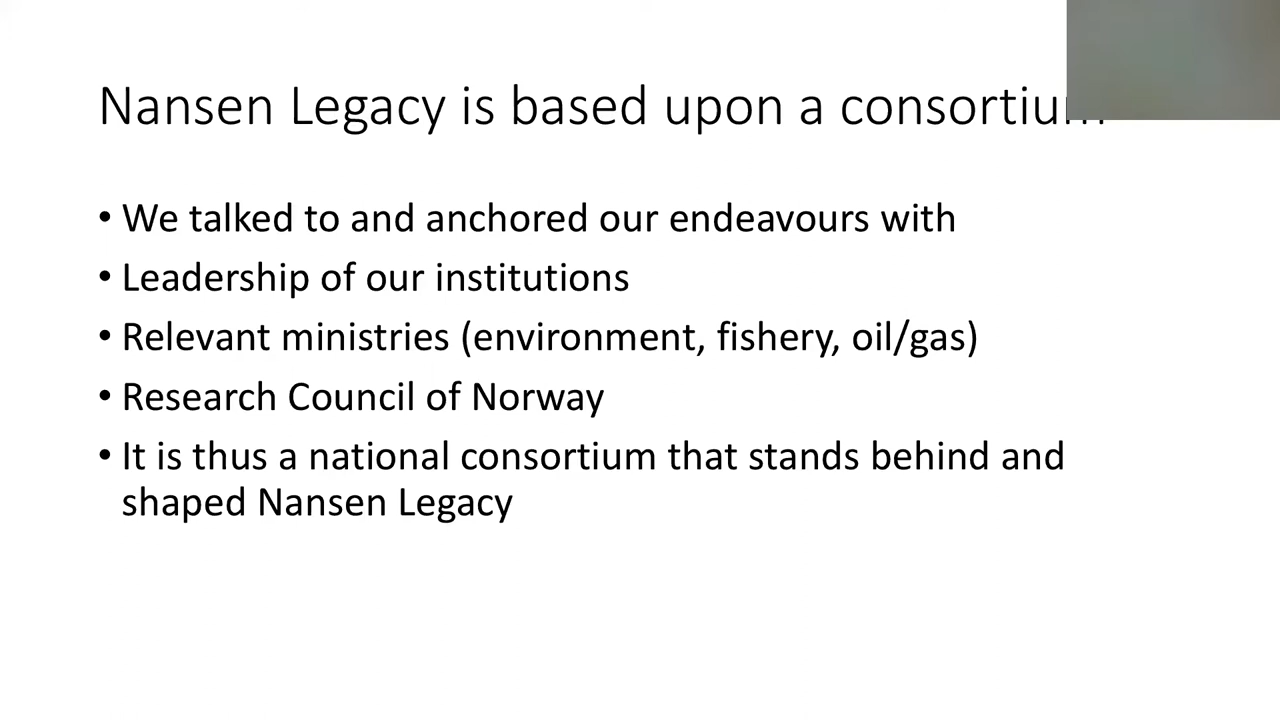 Nansen Legacy is based upon a consortium
• We talked to and anchored our endeavours with
• Leadership of our institutions
• Relevant ministries (environment, fishery, oil/gas)
• Research Council of Norway
• It is thus a national consortium that stands behind and
shaped Nansen Legacy